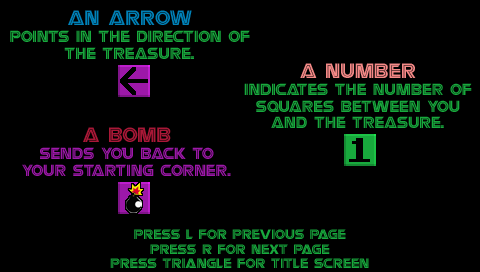 AN ARROW
POINTS IN THE DIRECTION OF
THE TREASURE.
A NUMBER
INDICATES THE NUMBER OF
SQUARES BETWEEN YOU
AND THE TREASURE.
1
A BOMB
SENDS YOU BACK TO
YOUR STARTING CORNER.
PRESS L FOR PREVIOUS PAGE
PRESS R FOR NEXT PAGE
PRESS TRIANGLE FOR TITLE SCREEN